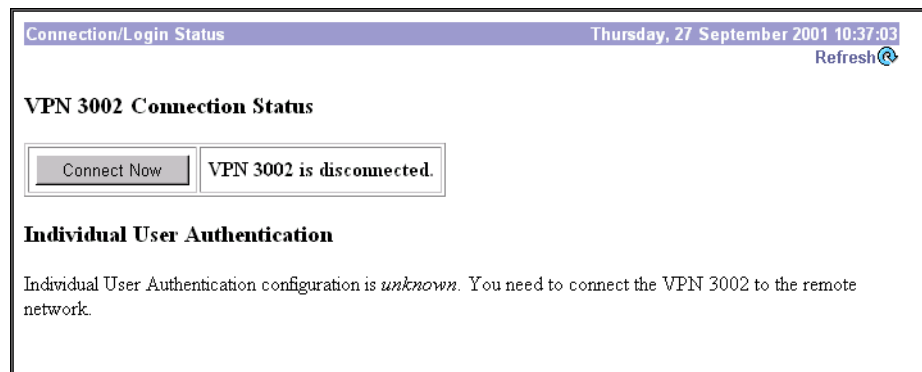 Connection/Login Status
Thursday, 27 September 2001 10:37:03
Refresh
VPN 3002 Connection Status
Connect Now
VPN 3002 is disconnected.
Individual User Authentication
Individual User Authentication configuration is unknown. You need to connect the VPN 3002 to the remote
network.